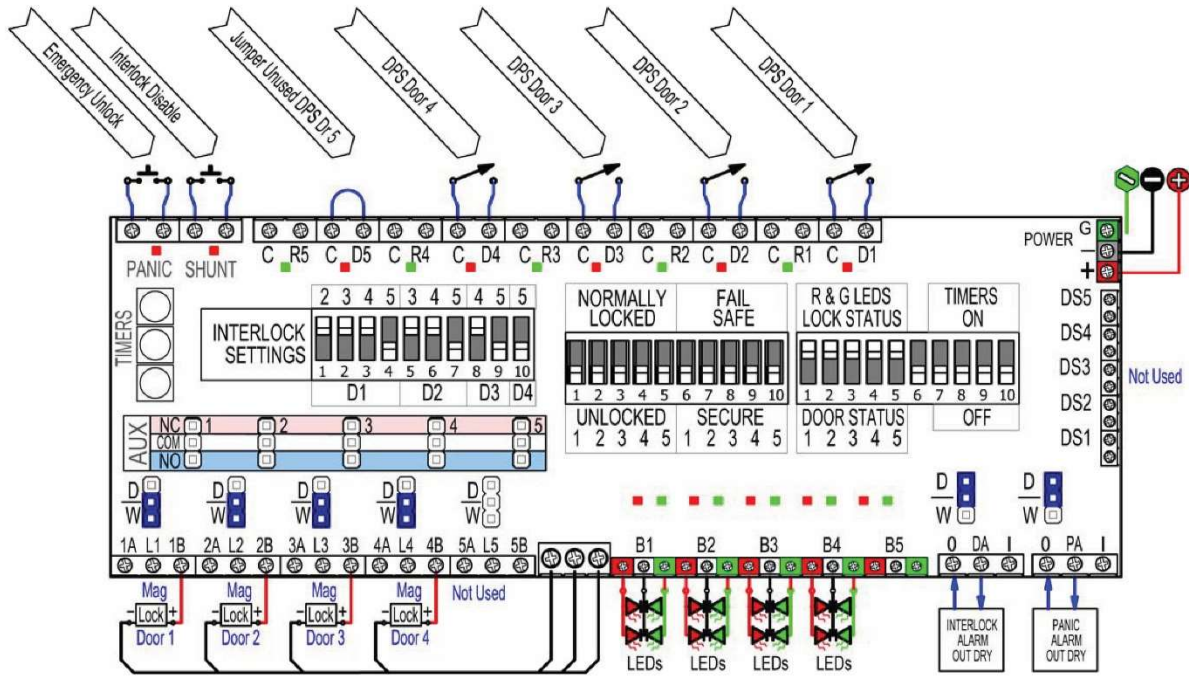 Emergency Unlock
Interlock Disable
Jumper Unused DPS Dr 5
DPS Door 4
DPS Door 3
DPS Door 2
DPS Door 1
PANIC SHUNT
C R5 C D5 C R4 C D4 C R3 C D3 C R2 C D2 C R1 C D1
POWER
G
−
+
TIMERS
INTERLOCK
SETTINGS
2 3 4 5 3 4 5 4 5 5
1 2 3 4 5 6 7 8 9 10
D1 D2 D3 D4
NORMALLY
LOCKED
FAIL
SAFE
1 2 3 4 5 6 7 8 9 10
UNLOCKED SECURE
1 2 3 4 5 1 2 3 4 5
R & G LEDS
LOCK STATUS
TIMERS
ON
1 2 3 4 5 6 7 8 9 10
DOOR STATUS
OFF
1 2 3 4 5
DS5
DS4
DS3
DS2
DS1
Not Used
AUX
NC 1 2 3 4 5
COM
NO
D
W
D
W
D
W
D
W
D
W
D
W
D
W
1A L1 1B 2A L2 2B 3A L3 3B 4A L4 4B 5A L5 5B
B1 B2 B3 B4 B5
O DA I O PA I
Mag
− Lock +
Door 1
Mag
− Lock +
Door 2
Mag
− Lock +
Door 3
Mag
− Lock +
Door 4
Not Used
LEDs LEDs LEDs LEDs
INTERLOCK
ALARM
OUT DRY
PANIC
ALARM
OUT DRY